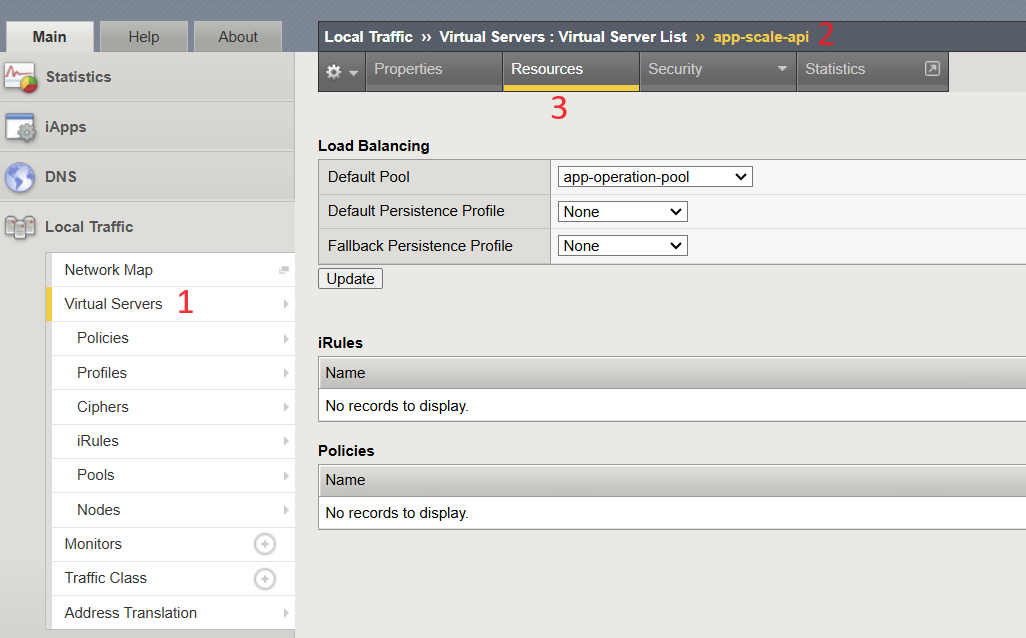 Main Help About
Statistics
iApps
DNS
Local Traffic
Network Map
Virtual Servers 1
Policies
Profiles
Ciphers
iRules
Pools
Nodes
Monitors
Traffic Class
Address Translation
Local Traffic ›› Virtual Servers : Virtual Server List ›› app-scale-api 2
Properties Resources Security Statistics
3
Load Balancing
Default Pool app-operation-pool
Default Persistence Profile None
Fallback Persistence Profile None
Update
iRules
Name
No records to display.
Policies
Name
No records to display.